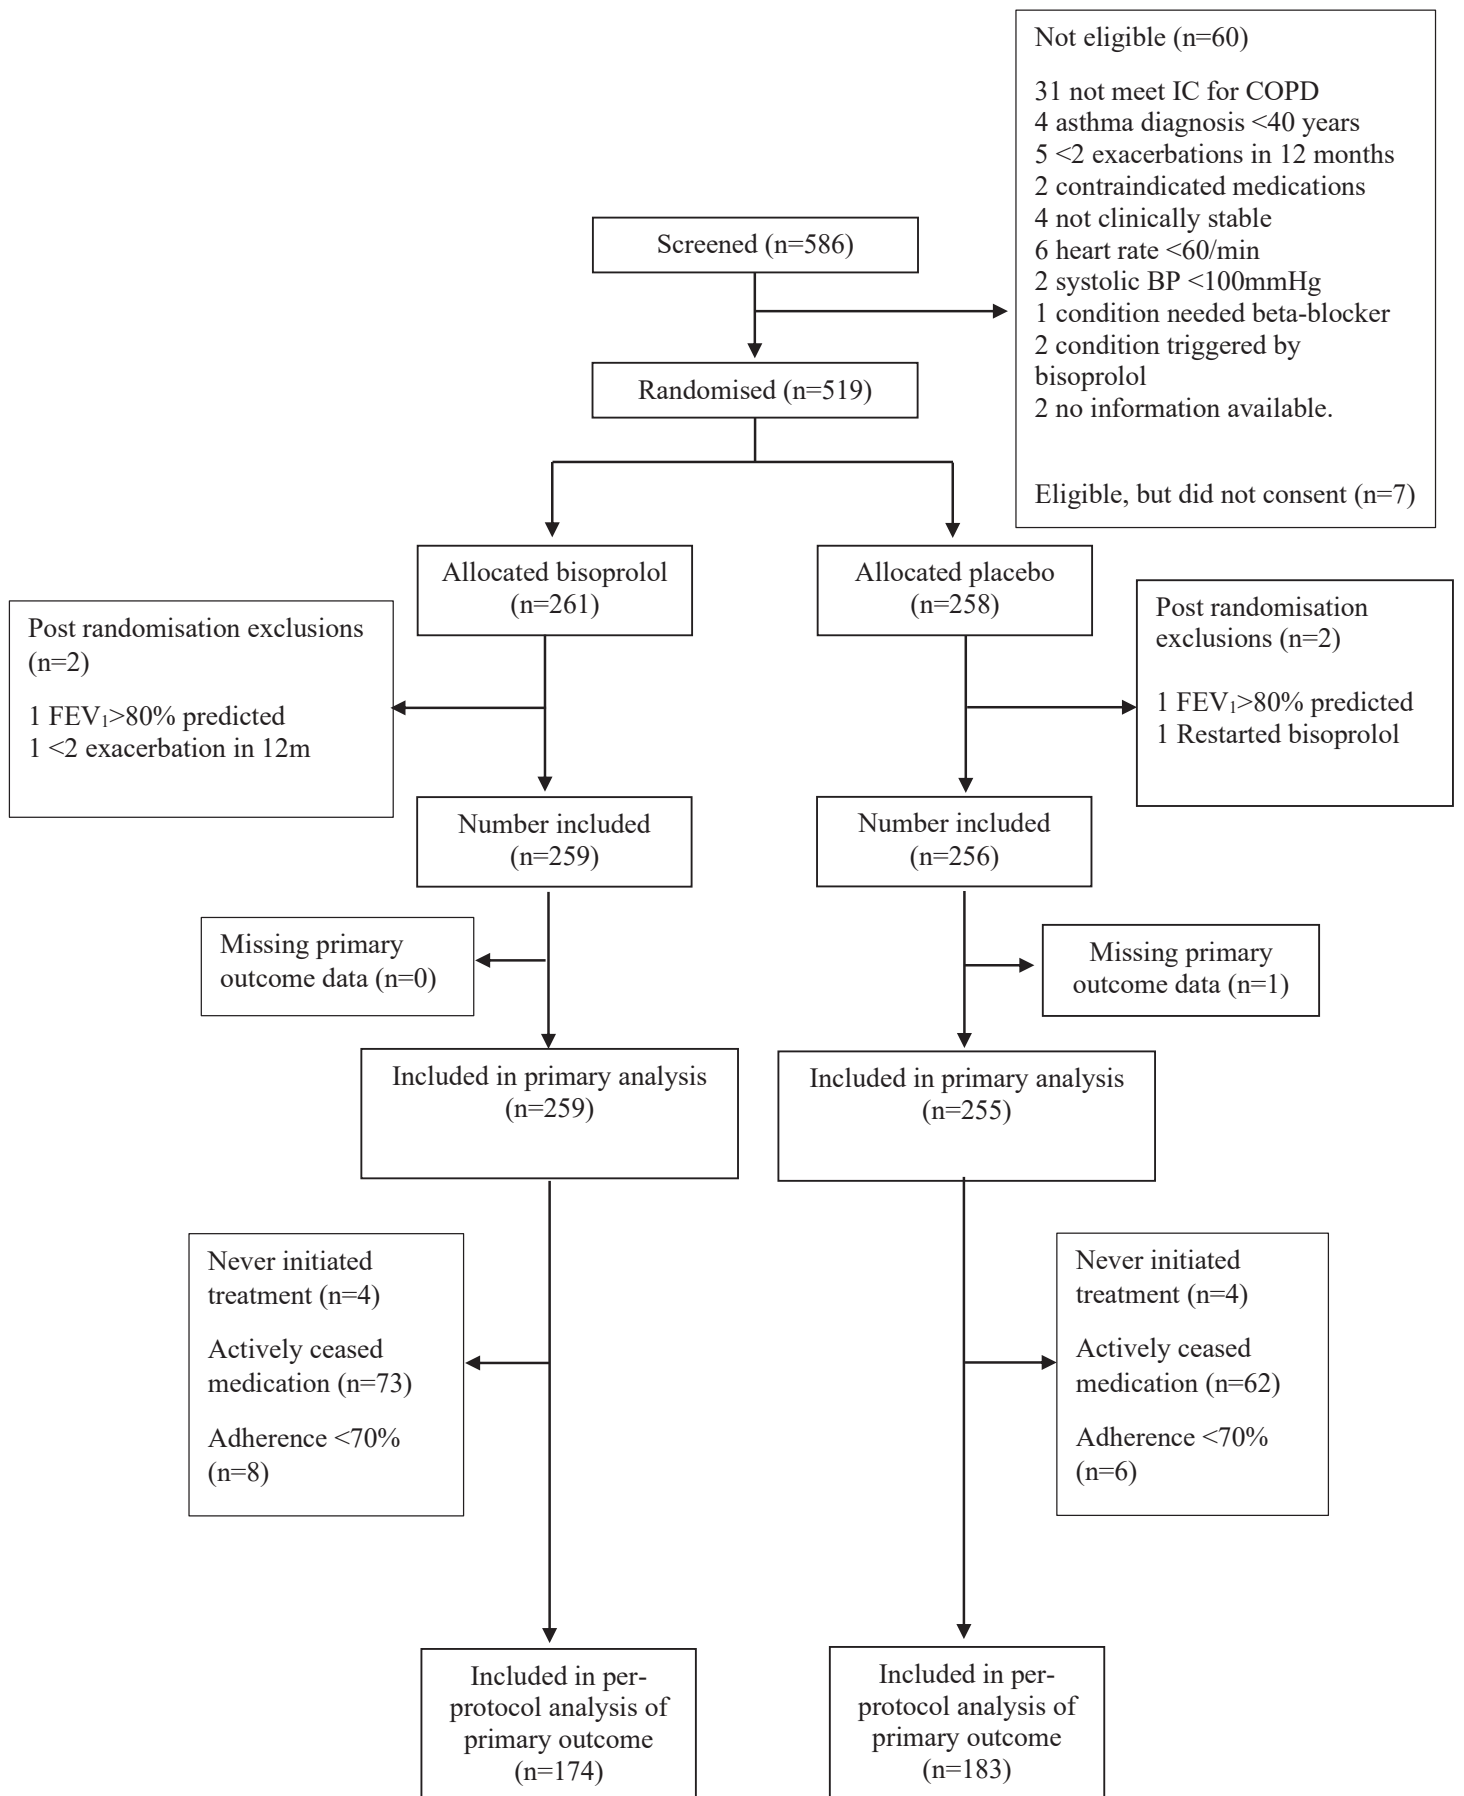 Not eligible (n=60)
31 not meet IC for COPD
4 asthma diagnosis <40 years
5 <2 exacerbations in 12 months
2 contraindicated medications
4 not clinically stable
6 heart rate <60/min
2 systolic BP <100mmHg
1 condition needed beta-blocker
2 condition triggered by
bisoprolol
2 no information available.
Eligible, but did not consent (n=7)
Screened (n=586)
Randomised (n=519)
Allocated bisoprolol
(n=261)
Allocated placebo
(n=258)
Post randomisation exclusions
(n=2)
1 FEV₁>80% predicted
1 <2 exacerbation in 12m
Post randomisation
exclusions (n=2)
1 FEV₁>80% predicted
1 Restarted bisoprolol
Number included
(n=259)
Number included
(n=256)
Missing primary
outcome data (n=0)
Missing primary
outcome data (n=1)
Included in primary analysis
(n=259)
Included in primary analysis
(n=255)
Never initiated
treatment (n=4)
Actively ceased
medication (n=73)
Adherence <70%
(n=8)
Never initiated
treatment (n=4)
Actively ceased
medication (n=62)
Adherence <70%
(n=6)
Included in per-
protocol analysis of
primary outcome
(n=174)
Included in per-
protocol analysis of
primary outcome
(n=183)